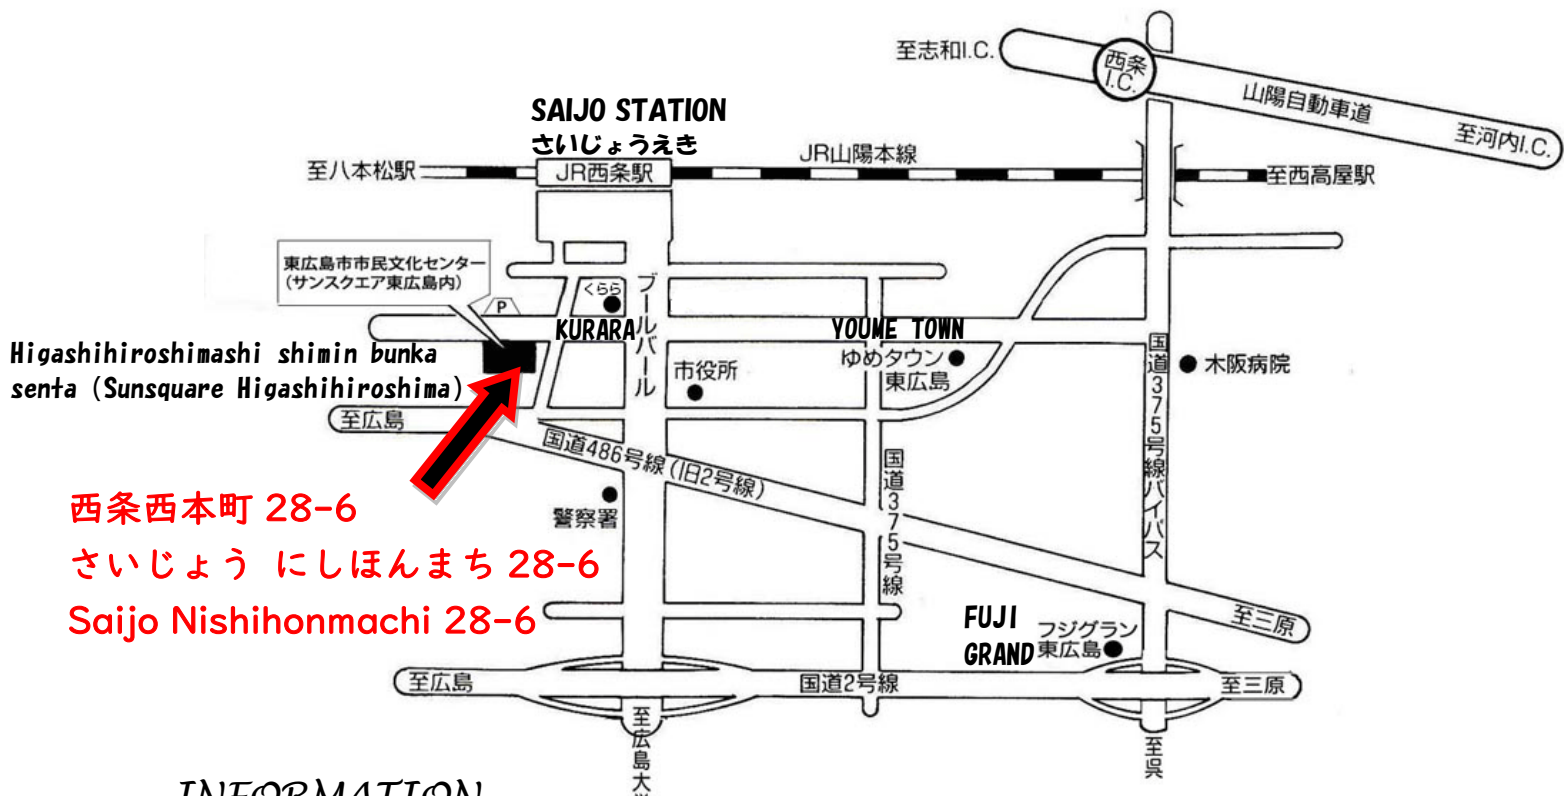 至志和I.C.
西条
I.C.
山陽自動車道
至河内I.C.
SAIJO STATION
さいじょうえき
至八本松駅
JR西条駅
JR山陽本線
至西高屋駅
東広島市市民文化センター
(サンスクエア東広島内)
P
くらら
KURARA
ブールバール
YOUME TOWN
ゆめタウン
東広島
市役所
国道375号線バイパス
木阪病院
Higashihiroshimashi shimin bunka
senta (Sunsquare Higashihiroshima)
至広島
国道486号線(旧2号線)
国道375号線
警察署
西条西本町 28-6
さいじょう にしほんまち 28-6
Saijo Nishihonmachi 28-6
至三原
FUJI
GRAND
フジグラン
東広島
至広島
国道2号線
至三原
至広島大
至呉
INFORMATION